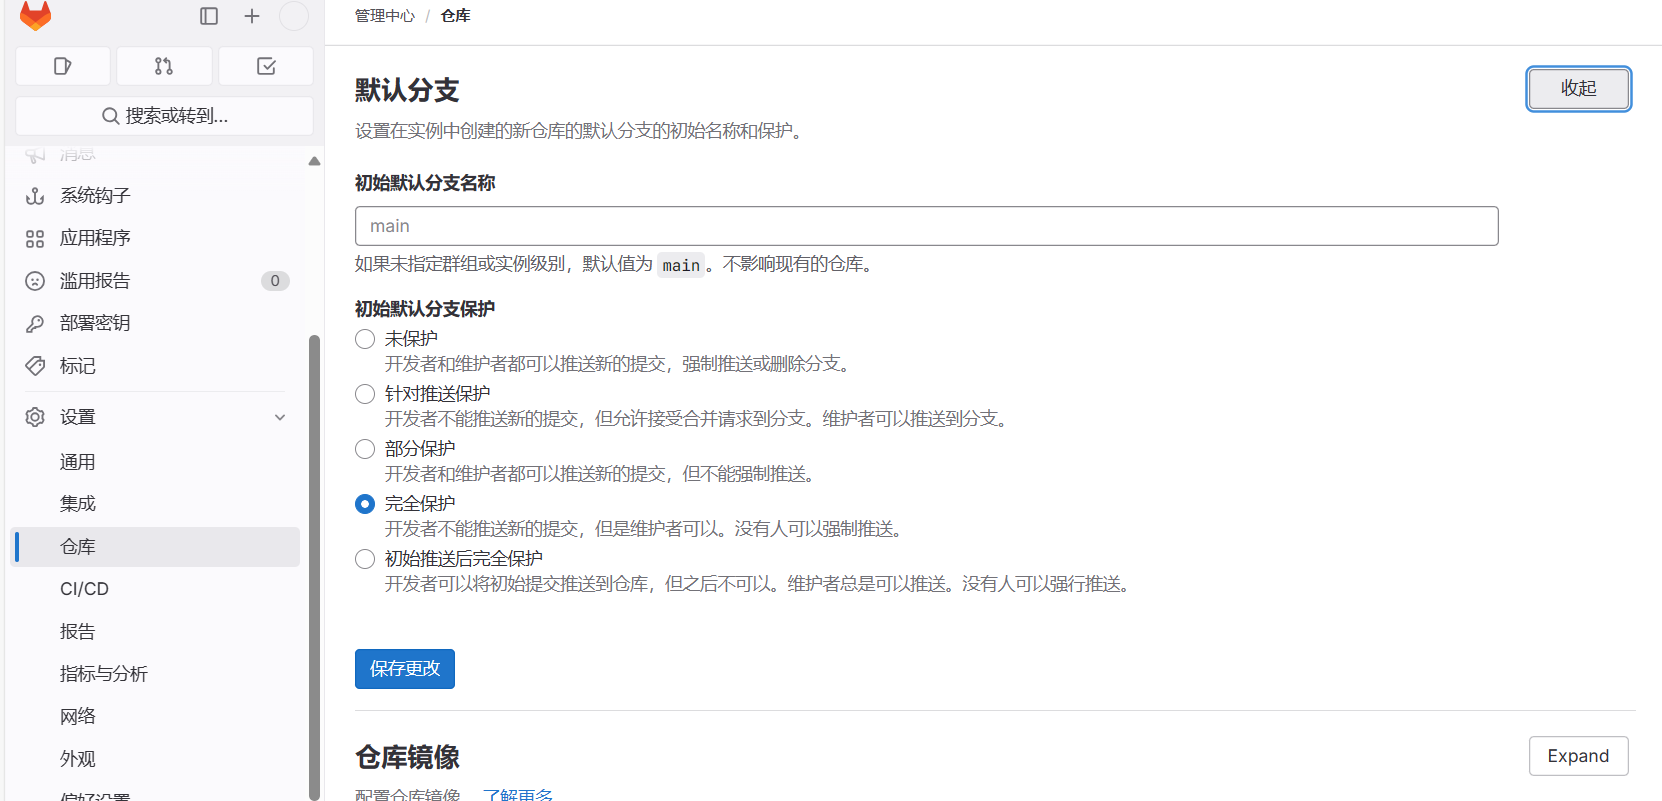 管理中心 / 仓库
搜索或转到...
消息
系统钩子
应用程序
滥用报告 0
部署密钥
标记
设置
通用
集成
仓库
CI/CD
报告
指标与分析
网络
外观
偏好设置
默认分支
收起
设置在实例中创建的新仓库的默认分支的初始名称和保护。
初始默认分支名称
main
如果未指定群组或实例级别，默认值为 main 。不影响现有的仓库。
初始默认分支保护
未保护
开发者和维护者都可以推送新的提交，强制推送或删除分支。
针对推送保护
开发者不能推送新的提交，但允许接受合并请求到分支。维护者可以推送到分支。
部分保护
开发者和维护者都可以推送新的提交，但不能强制推送。
完全保护
开发者不能推送新的提交，但是维护者可以。没有人可以强制推送。
初始推送后完全保护
开发者可以将初始提交推送到仓库，但之后不可以。维护者总是可以推送。没有人可以强行推送。
保存更改
仓库镜像
Expand
配置仓库镜像。 了解更多